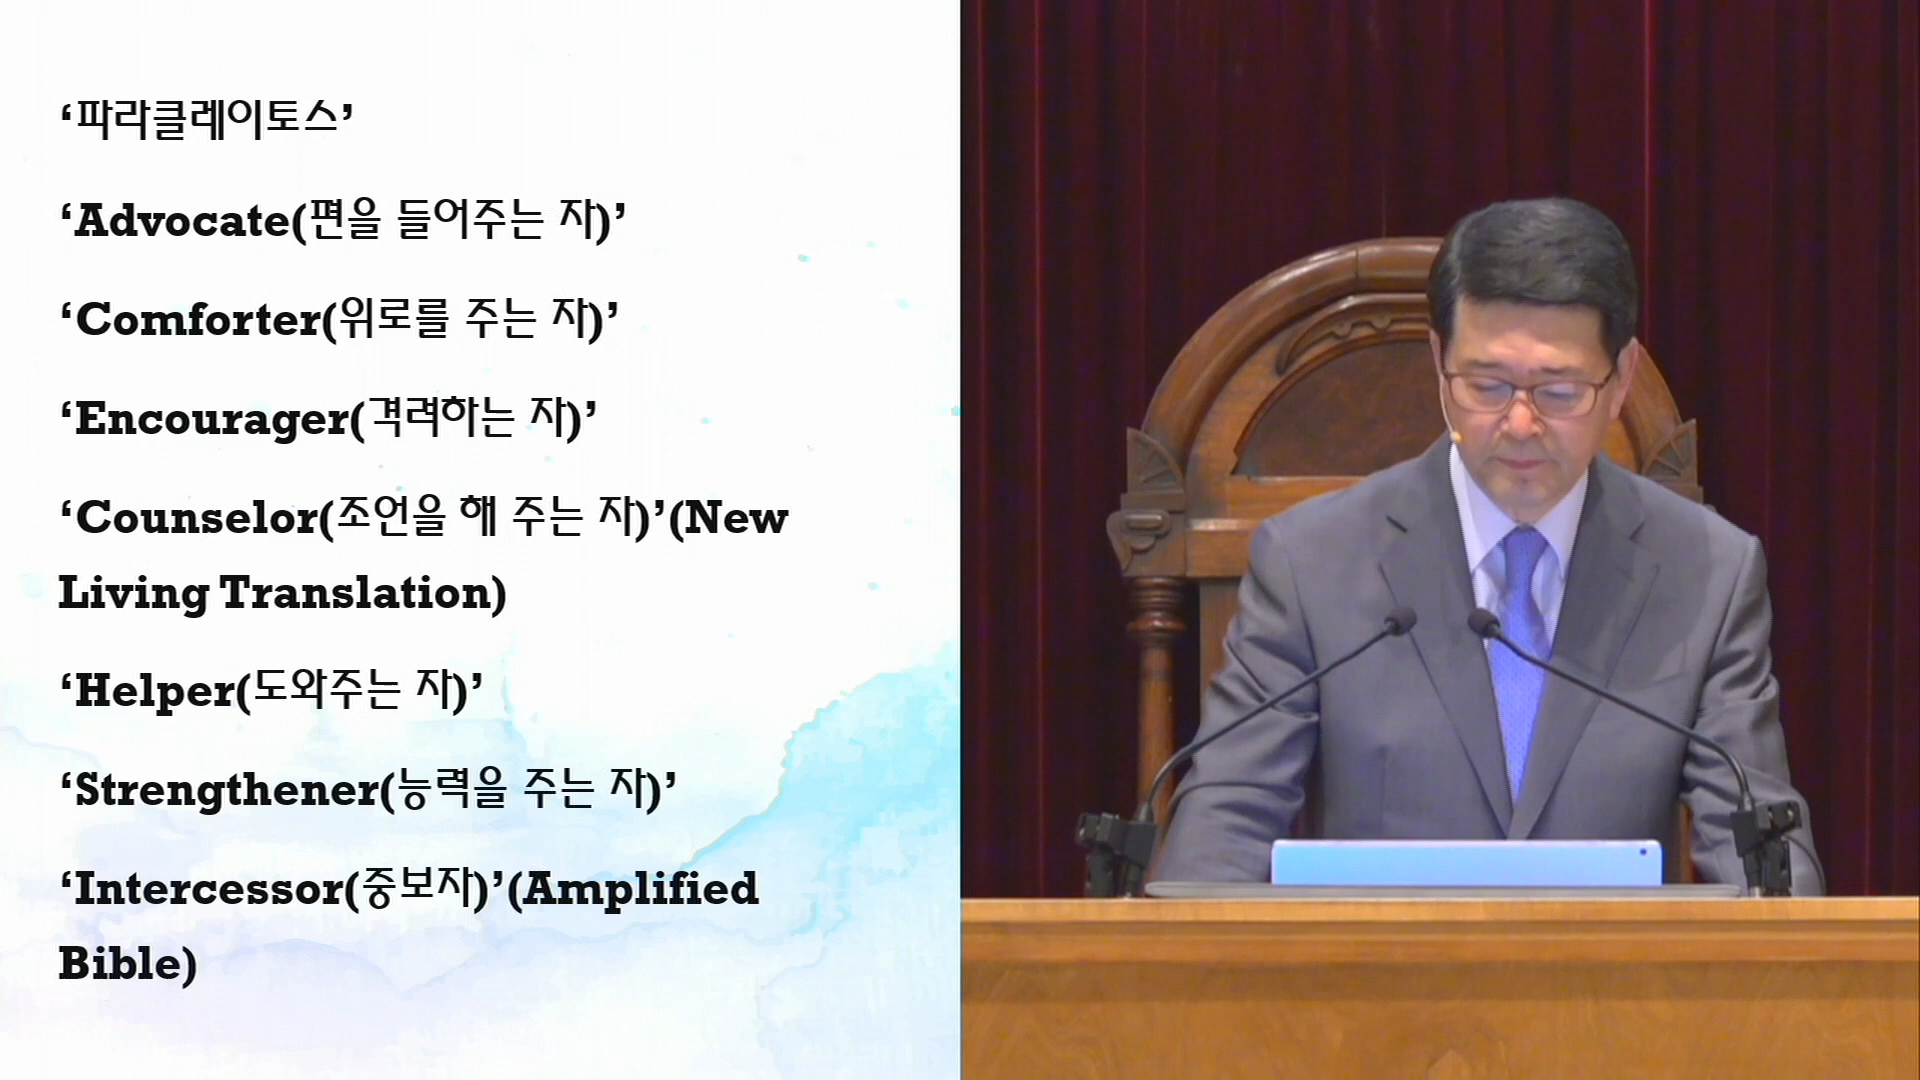 ‘파라클레이토스’
‘Advocate(편을 들어주는 자)’
‘Comforter(위로를 주는 자)’
‘Encourager(격려하는 자)’
‘Counselor(조언을 해 주는 자)’(New
Living Translation)
‘Helper(도와주는 자)’
‘Strengthener(능력을 주는 자)’
‘Intercessor(중보자)’(Amplified
Bible)